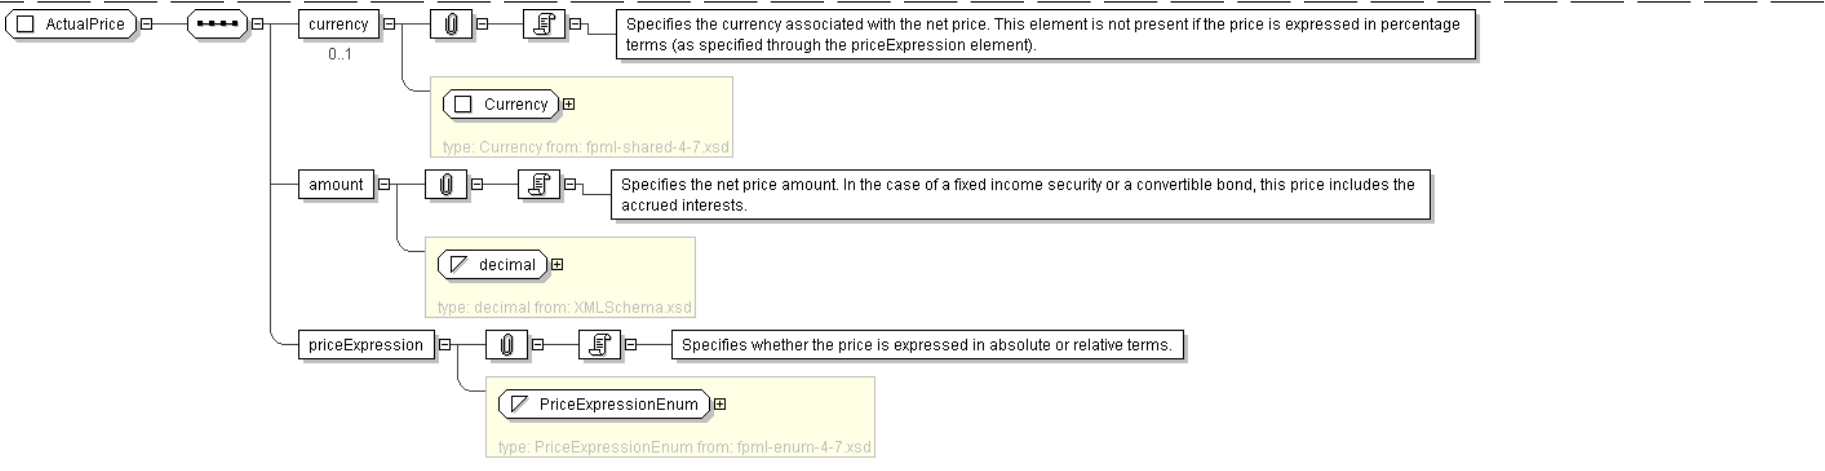 ActualPrice
currency
0..1
Specifies the currency associated with the net price. This element is not present if the price is expressed in percentage
terms (as specified through the priceExpression element).
Currency
type: Currency from: fpml-shared-4-7.xsd
amount
Specifies the net price amount. In the case of a fixed income security or a convertible bond, this price includes the
accrued interests.
decimal
type: decimal from: XMLSchema.xsd
priceExpression
Specifies whether the price is expressed in absolute or relative terms.
PriceExpressionEnum
type: PriceExpressionEnum from: fpml-enum-4-7.xsd